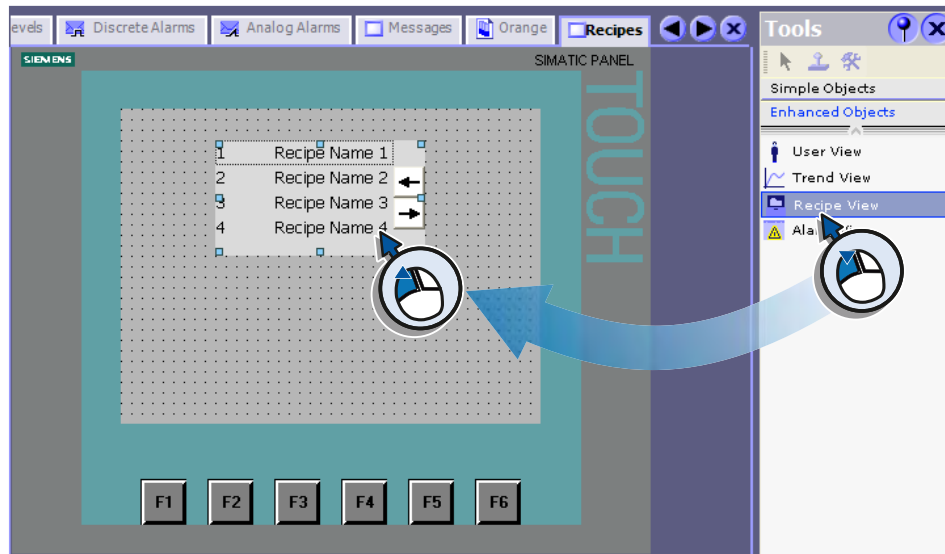 evels Discrete Alarms Analog Alarms Messages Orange Recipes
Tools
SIEMENS SIMATIC PANEL
TOUCH
Simple Objects
Enhanced Objects
User View
Trend View
Recipe View
1 Recipe Name 1
2 Recipe Name 2
3 Recipe Name 3
4 Recipe Name 4
F1 F2 F3 F4 F5 F6